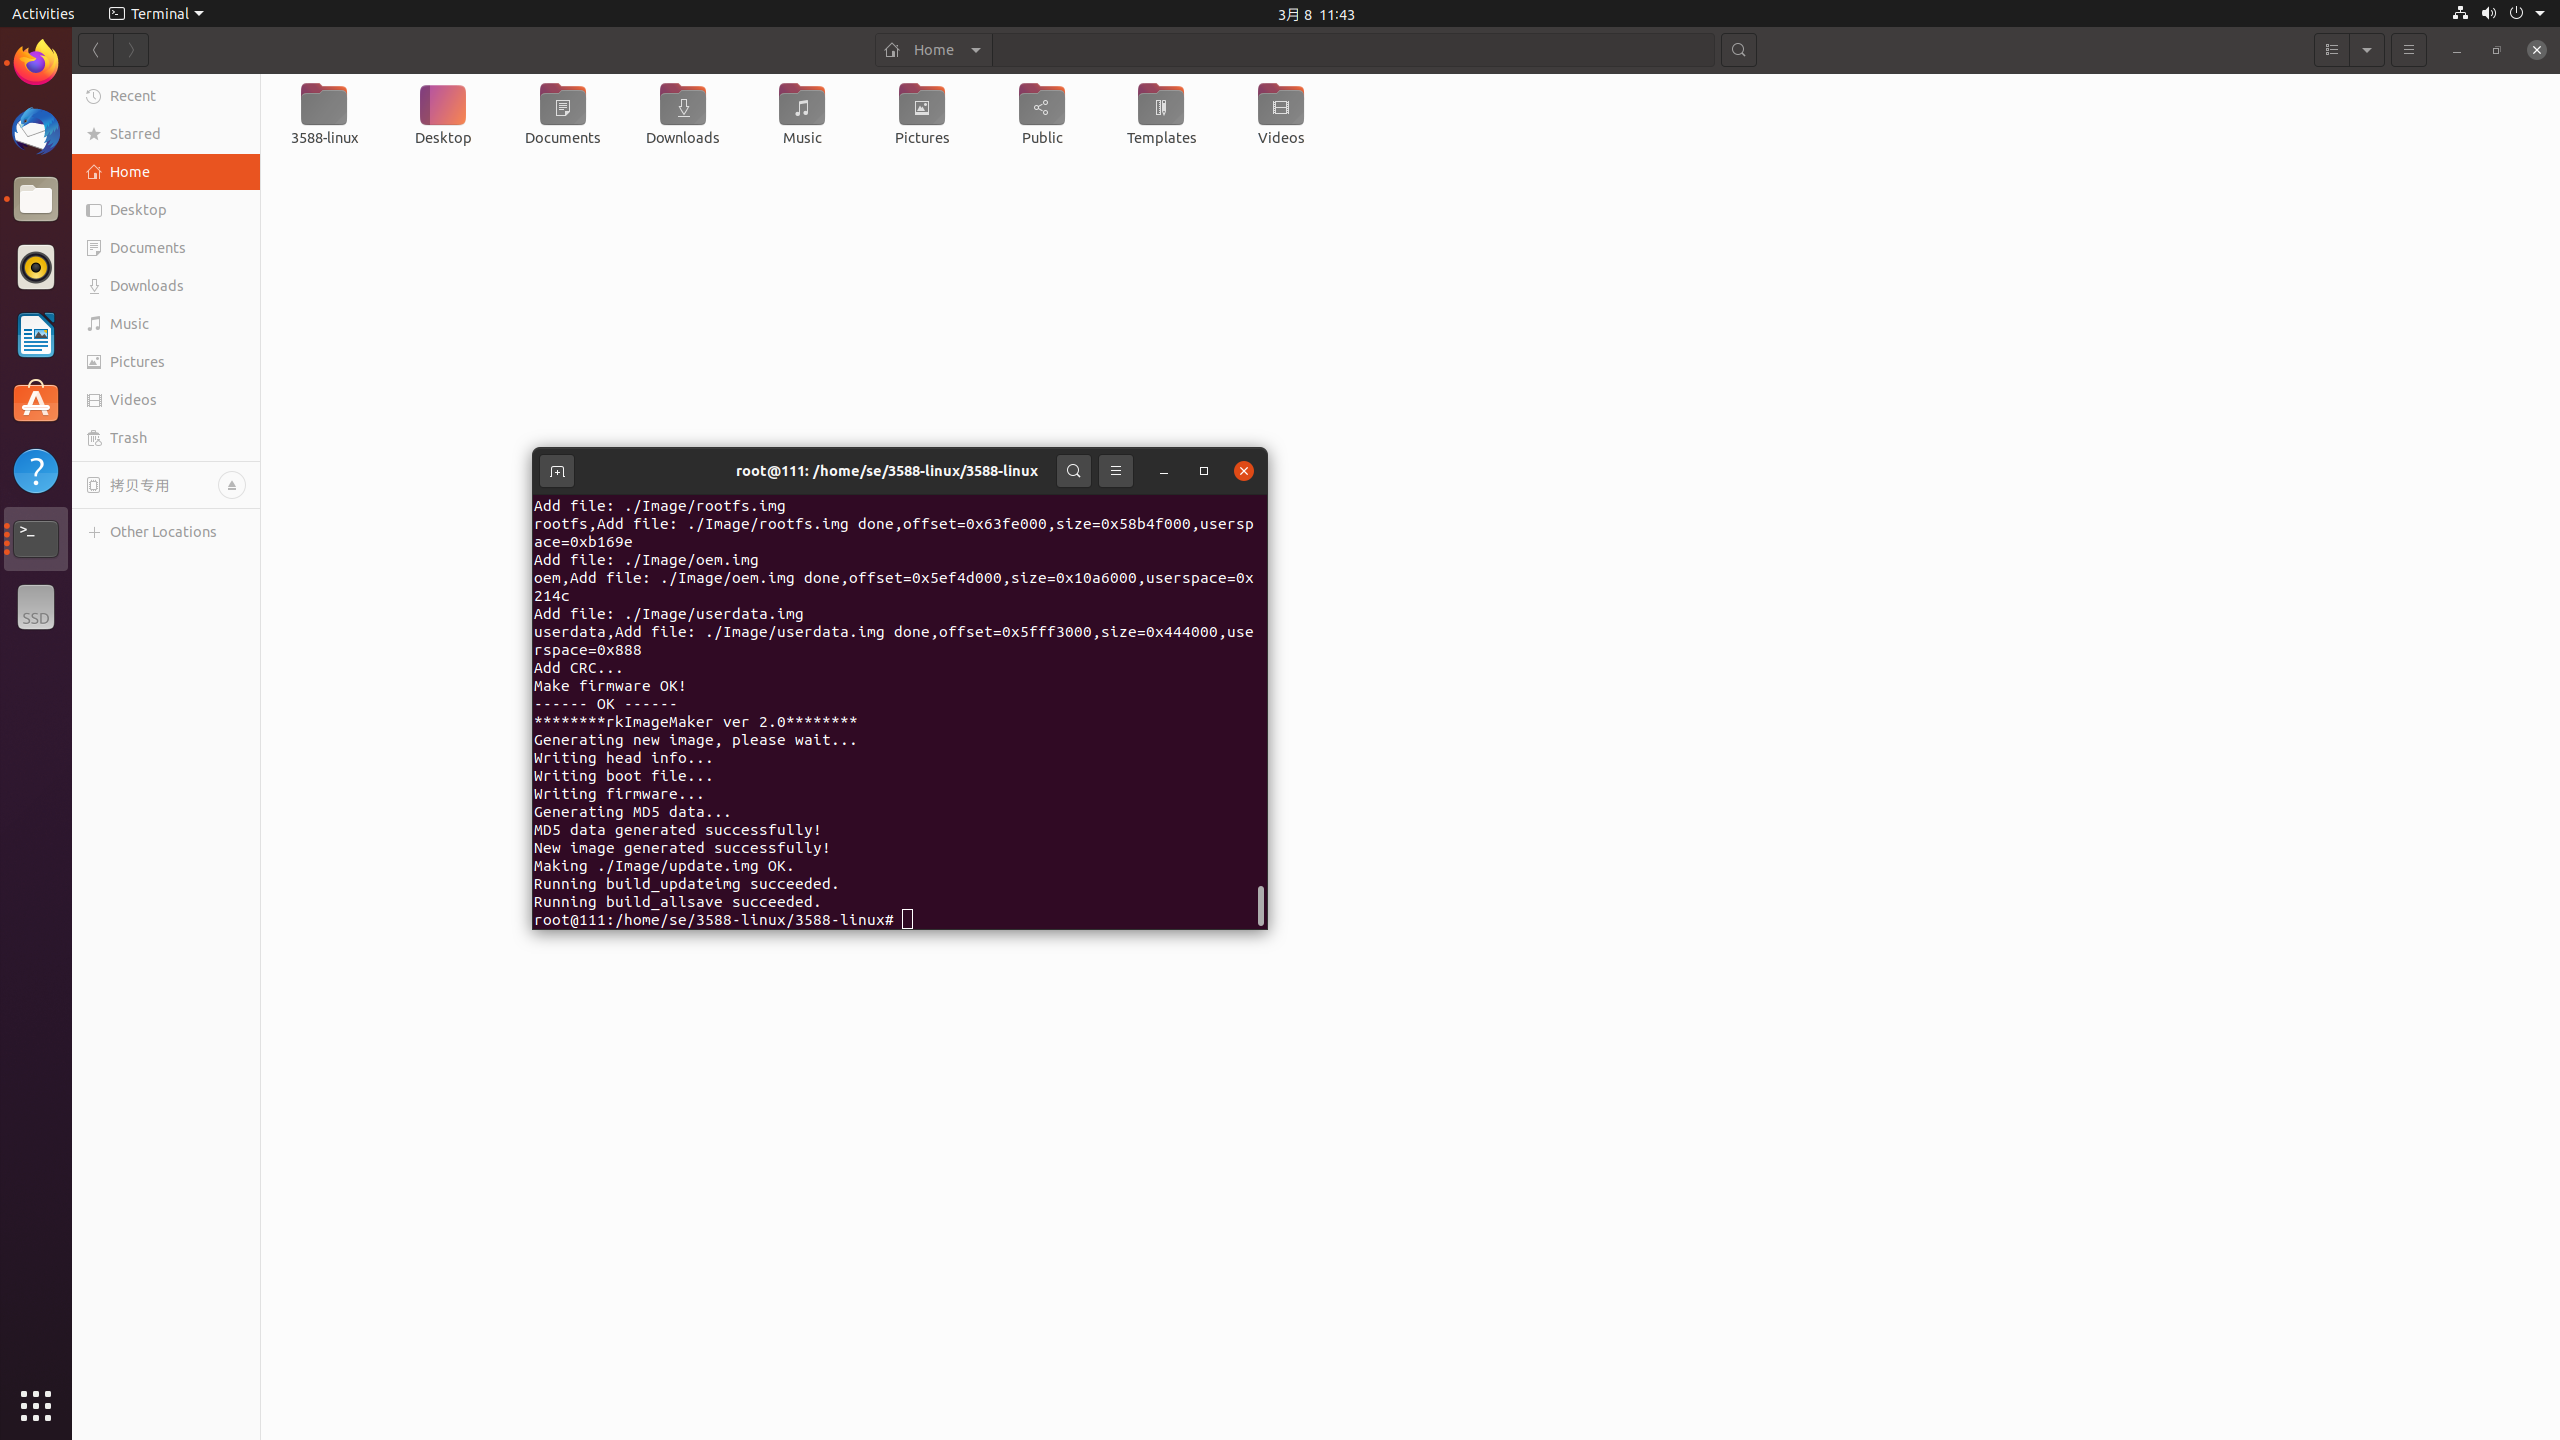 Activities
Terminal
3月 8 11:43
Home
Recent
Starred
Home
Desktop
Documents
Downloads
Music
Pictures
Videos
Trash
拷贝专用
Other Locations
3588-linux
Desktop
Documents
Downloads
Music
Pictures
Public
Templates
Videos
SSD
root@111: /home/se/3588-linux/3588-linux
Add file: ./Image/rootfs.img
rootfs,Add file: ./Image/rootfs.img done,offset=0x63fe000,size=0x58b4f000,usersp
ace=0xb169e
Add file: ./Image/oem.img
oem,Add file: ./Image/oem.img done,offset=0x5ef4d000,size=0x10a6000,userspace=0x
214c
Add file: ./Image/userdata.img
userdata,Add file: ./Image/userdata.img done,offset=0x5fff3000,size=0x444000,use
rspace=0x888
Add CRC...
Make firmware OK!
------ OK ------
********rkImageMaker ver 2.0********
Generating new image, please wait...
Writing head info...
Writing boot file...
Writing firmware...
Generating MD5 data...
MD5 data generated successfully!
New image generated successfully!
Making ./Image/update.img OK.
Running build_updateimg succeeded.
Running build_allsave succeeded.
root@111:/home/se/3588-linux/3588-linux#